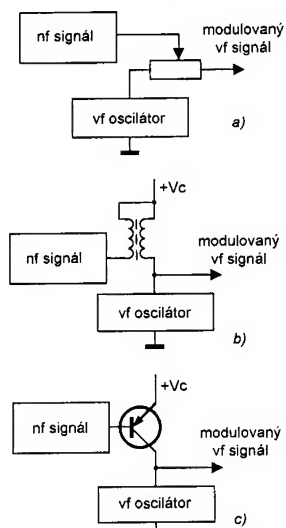 nf signál
modulovaný
vf signál
vf oscilátor
a)
+Vc
nf signál
modulovaný
vf signál
vf oscilátor
b)
+Vc
nf signál
modulovaný
vf signál
vf oscilátor
c)